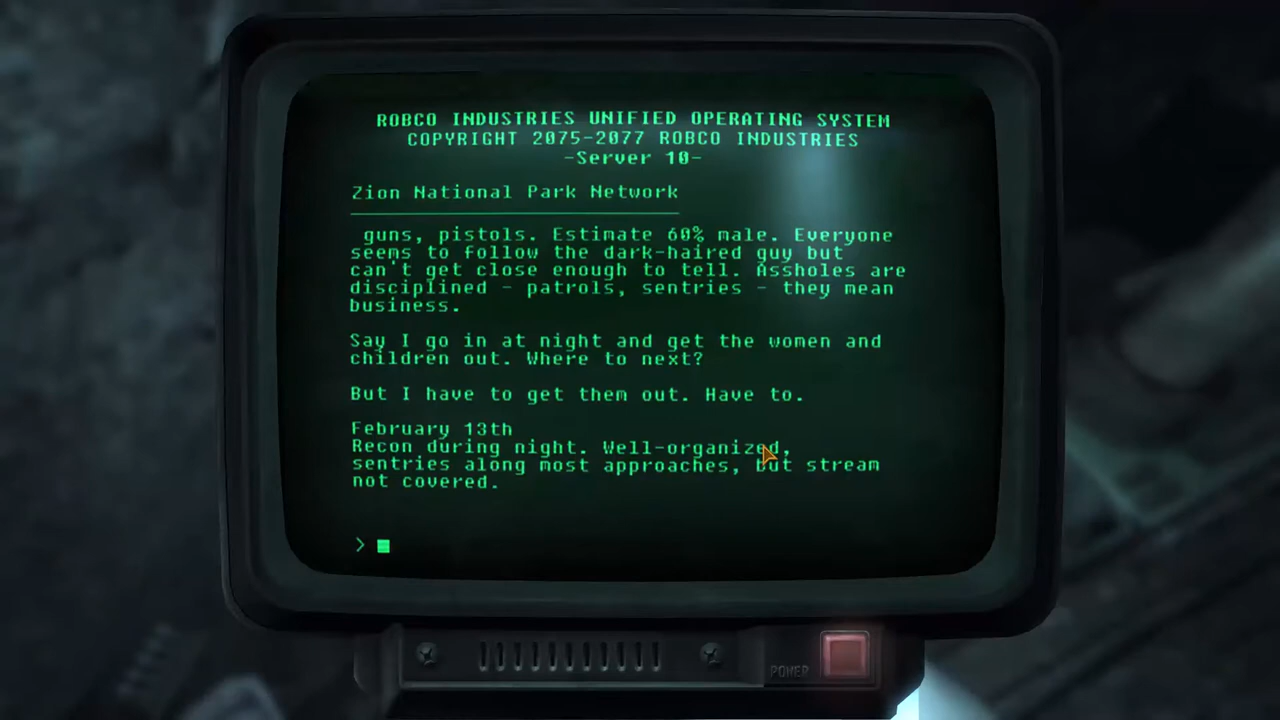 ROBCO INDUSTRIES UNIFIED OPERATING SYSTEM
COPYRIGHT 2075-2077 ROBCO INDUSTRIES
-Server 10-
Zion National Park Network
guns, pistols. Estimate 60% male. Everyone
seems to follow the dark-haired guy but
can't get close enough to tell. Assholes are
disciplined - patrols, sentries - they mean
business.
Say I go in at night and get the women and
children out. Where to next?
But I have to get them out. Have to.
February 13th
Recon during night. Well-organized,
sentries along most approaches, but stream
not covered.
>
POWER